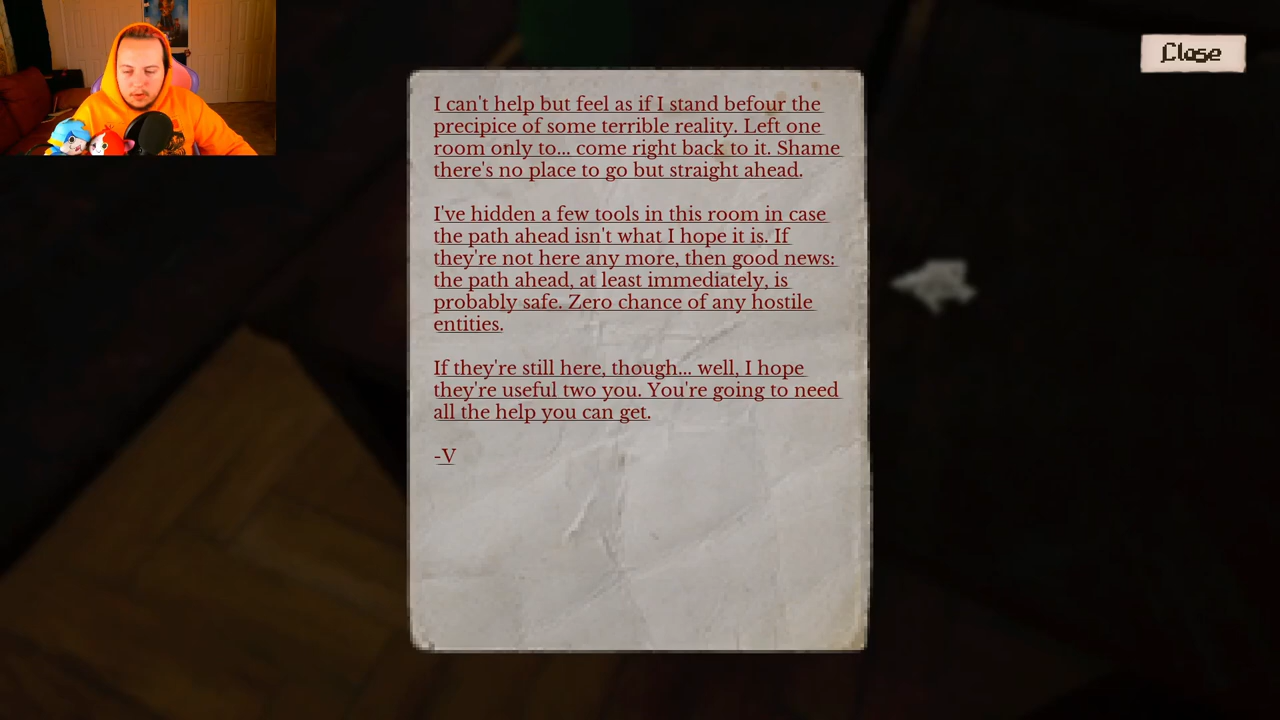 Close
I can't help but feel as if I stand befour the
precipice of some terrible reality. Left one
room only to... come right back to it. Shame
there's no place to go but straight ahead.
I've hidden a few tools in this room in case
the path ahead isn't what I hope it is. If
they're not here any more, then good news:
the path ahead, at least immediately, is
probably safe. Zero chance of any hostile
entities.
If they're still here, though... well, I hope
they're useful two you. You're going to need
all the help you can get.
-V